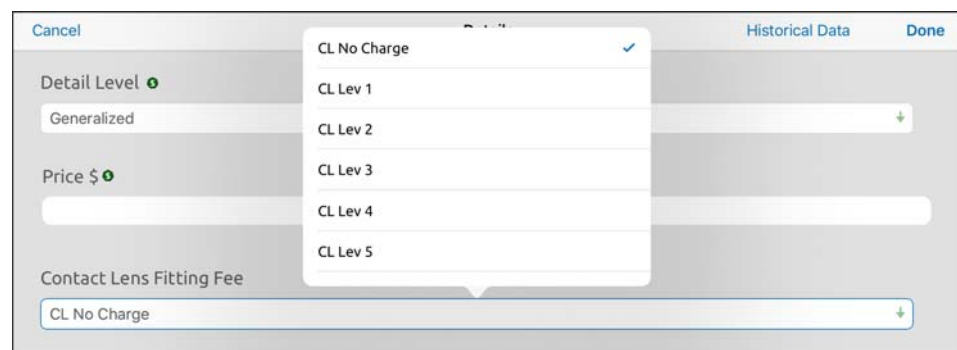 Cancel
Historical Data
Done
CL No Charge
CL Lev 1
CL Lev 2
CL Lev 3
CL Lev 4
CL Lev 5
Detail Level
Generalized
Price $
Contact Lens Fitting Fee
CL No Charge